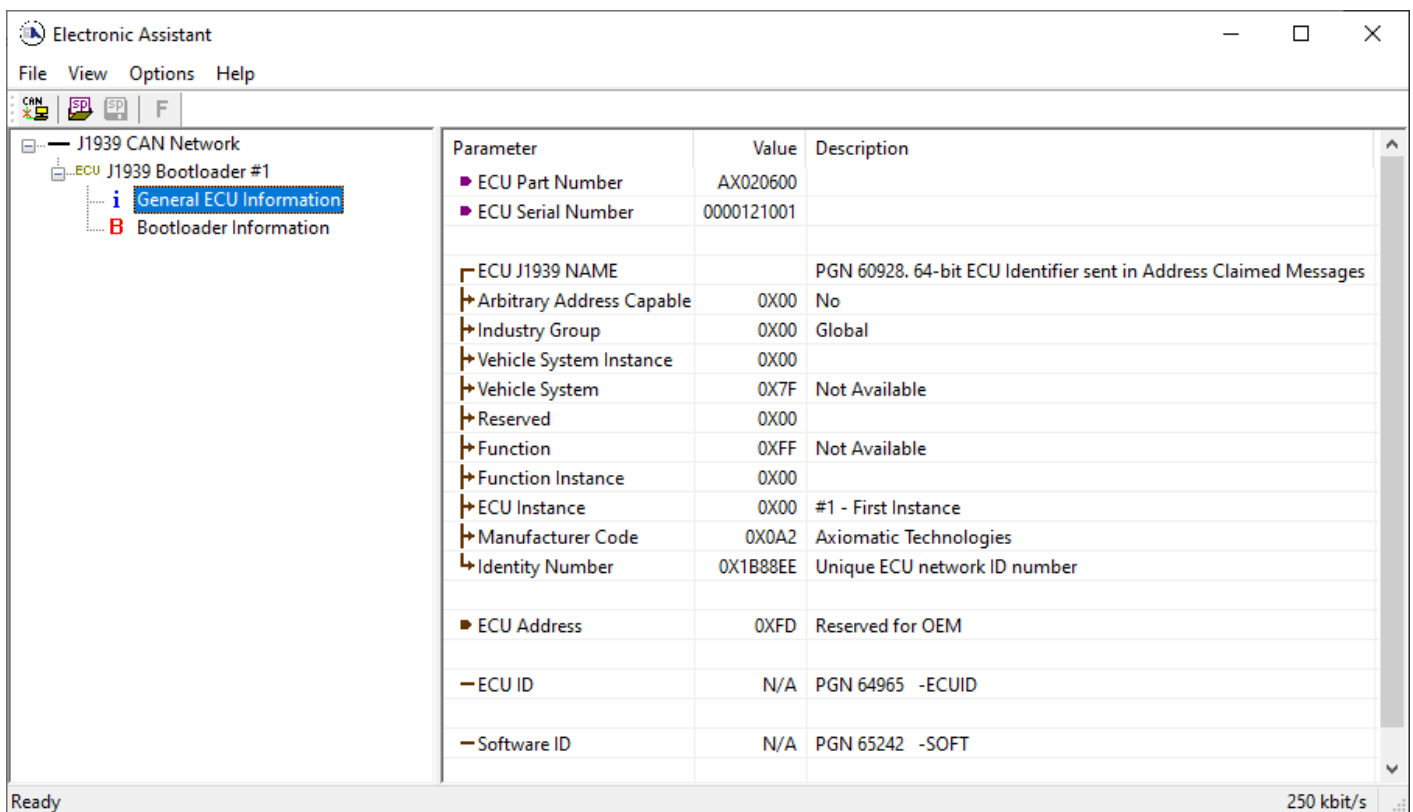 Electronic Assistant
File View Options Help
CAN SP SP F
J1939 CAN Network
ECU J1939 Bootloader #1
i General ECU Information
B Bootloader Information
Parameter Value Description
ECU Part Number AX020600
ECU Serial Number 0000121001
ECU J1939 NAME PGN 60928. 64-bit ECU Identifier sent in Address Claimed Messages
Arbitrary Address Capable 0X00 No
Industry Group 0X00 Global
Vehicle System Instance 0X00
Vehicle System 0X7F Not Available
Reserved 0X00
Function 0XFF Not Available
Function Instance 0X00
ECU Instance 0X00 #1 - First Instance
Manufacturer Code 0X0A2 Axiomatic Technologies
Identity Number 0X1B88EE Unique ECU network ID number
ECU Address 0XFD Reserved for OEM
ECU ID N/A PGN 64965 -ECUID
Software ID N/A PGN 65242 -SOFT
Ready 250 kbit/s